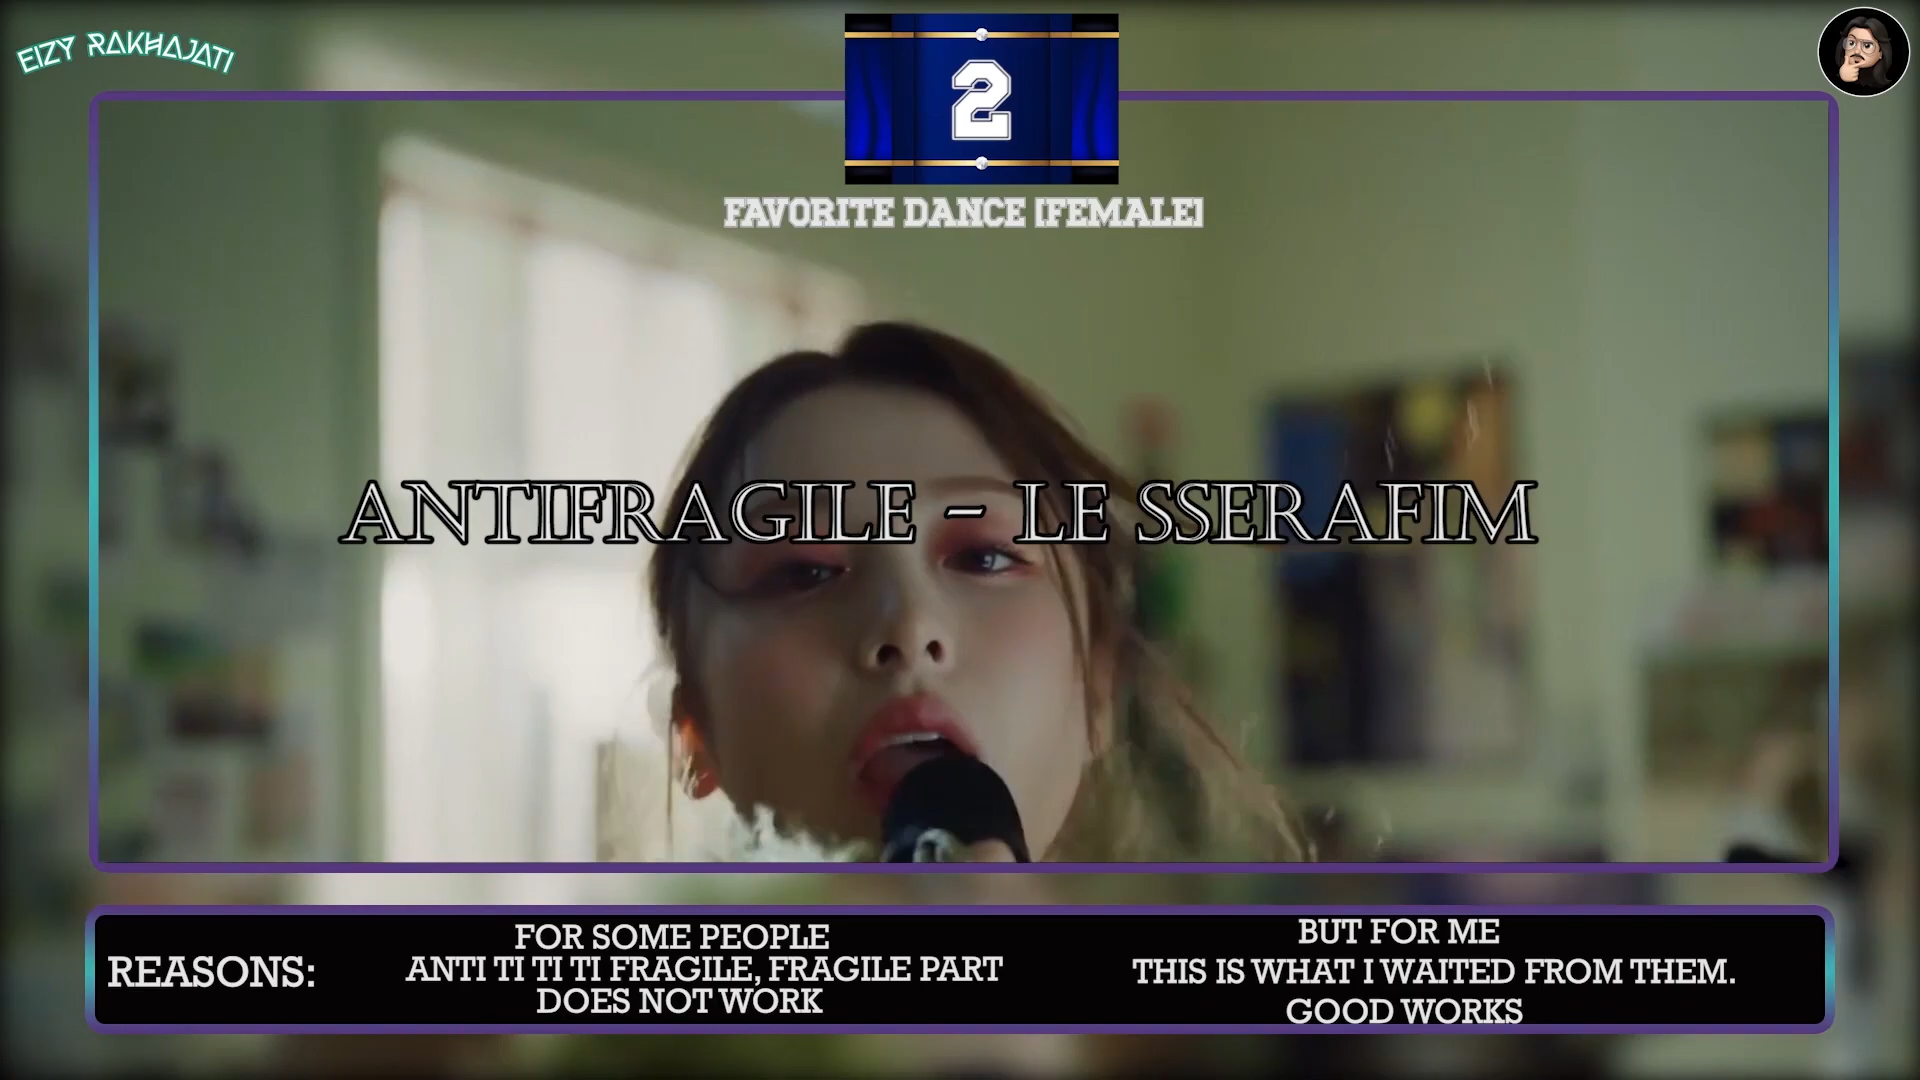 EIZY RAKHAJATI
2
FAVORITE DANCE [FEMALE]
ANTIFRAGILE - LE SSERAFIM
REASONS:
FOR SOME PEOPLE
ANTI TI TI TI FRAGILE, FRAGILE PART
DOES NOT WORK
BUT FOR ME
THIS IS WHAT I WAITED FROM THEM.
GOOD WORKS